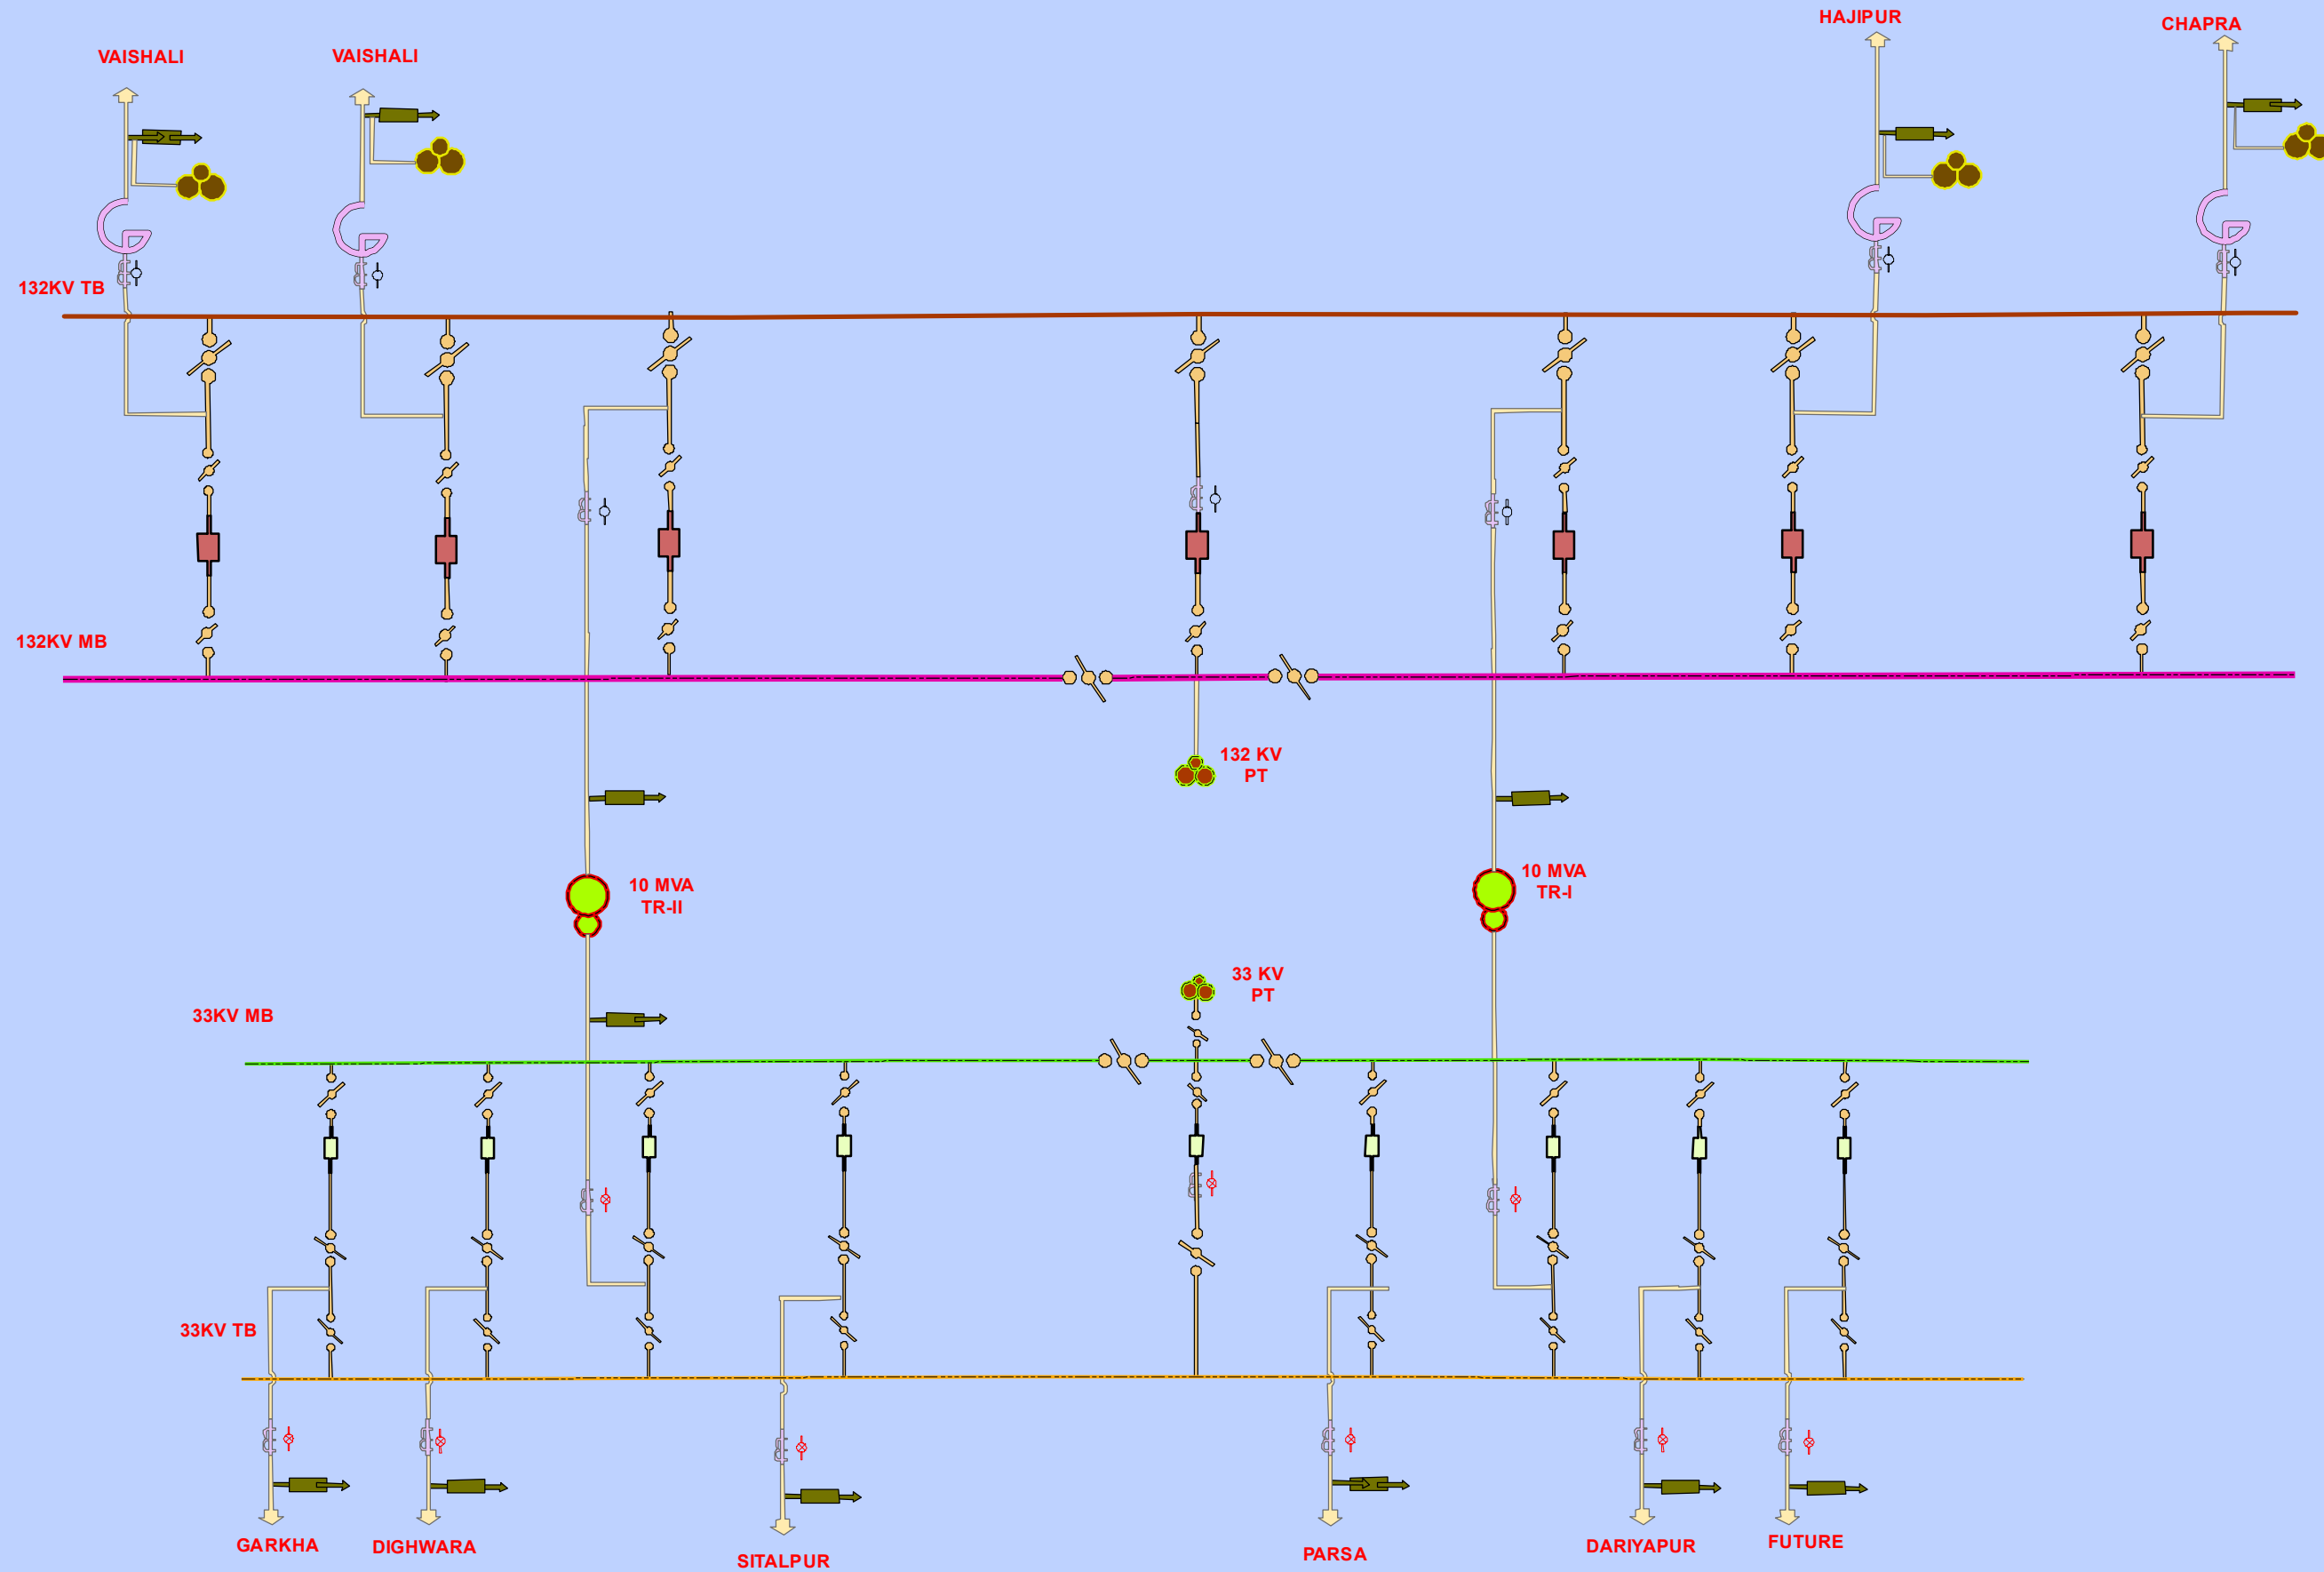 HAJIPUR
CHAPRA
VAISHALI
VAISHALI
132KV TB
132KV MB
132 KV
PT
10 MVA
TR-II
10 MVA
TR-I
33 KV
PT
33KV MB
33KV TB
GARKHA
DIGHWARA
SITALPUR
PARSA
DARIYAPUR
FUTURE